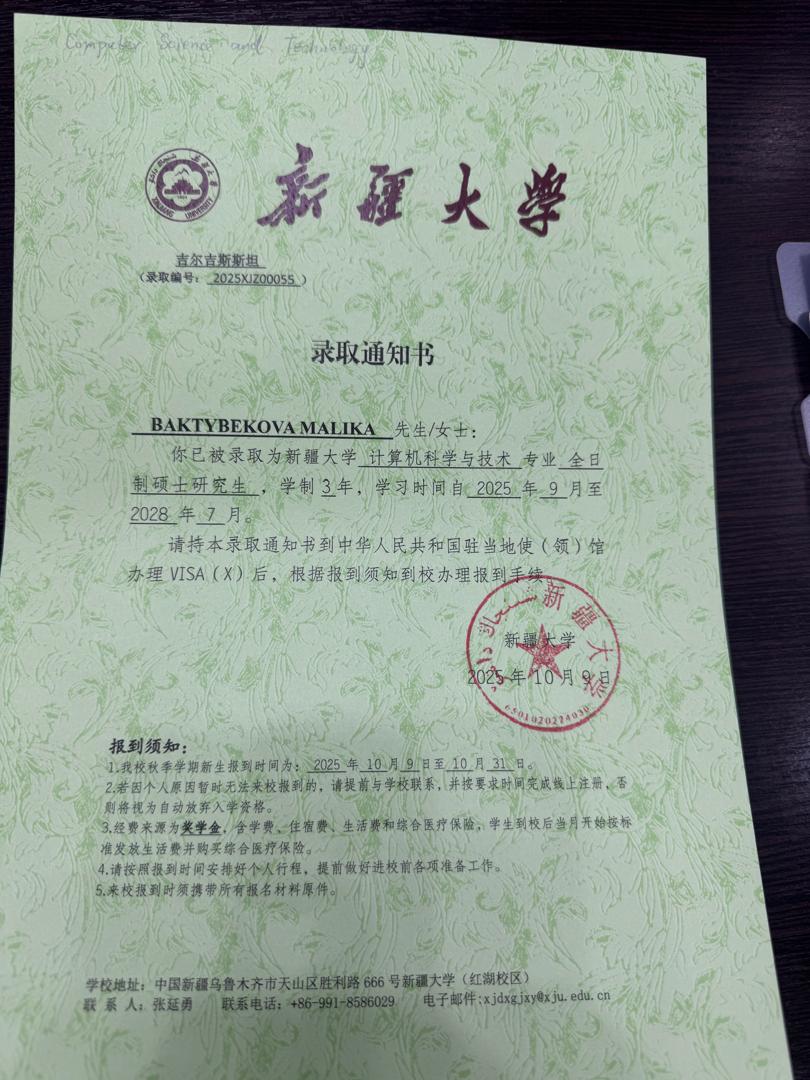 Computer Science and Technology
新疆大学
XINJIANG UNIVERSITY
吉尔吉斯斯坦
（录取编号： 2025XJZ00055 ）
录取通知书
BAKTYBEKOVA MALIKA 先生/女士：
你已被录取为新疆大学 计算机科学与技术 专业 全日
制硕士研究生 ，学制 3 年，学习时间自 2025 年 9 月至
2028 年 7 月。
请持本录取通知书到中华人民共和国驻当地使（领）馆
办理 VISA（X）后，根据报到须知到校办理报到手续
新疆大学
新疆大学
2025 年 10 月 9 日
6501020224030
报到须知：
1.我校秋季学期新生报到时间为： 2025 年 10 月 9 日至 10 月 31 日。
2.若因个人原因暂时无法来校报到的，请提前与学校联系，并按要求时间完成线上注册，否
则将视为自动放弃入学资格。
3.经费来源为奖学金，含学费、住宿费、生活费和综合医疗保险，学生到校后当月开始按标
准发放生活费并购买综合医疗保险。
4.请按照报到时间安排好个人行程，提前做好进校前各项准备工作。
5.来校报到时须携带所有报名材料原件。
学校地址：中国新疆乌鲁木齐市天山区胜利路 666 号新疆大学（红湖校区）
联 系 人：张延勇 联系电话：+86-991-8586029 电子邮件:xjdxgjxy@xju.edu.cn